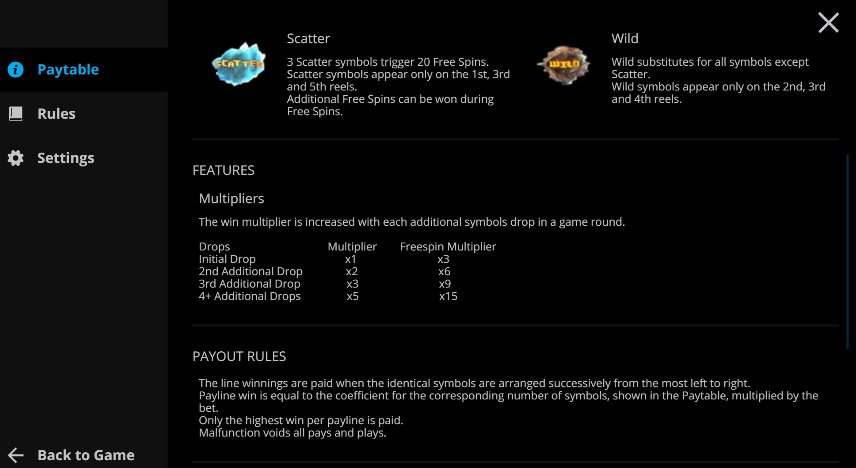 Scatter
3 Scatter symbols trigger 20 Free Spins.
Scatter symbols appear only on the 1st, 3rd
and 5th reels.
Additional Free Spins can be won during
Free Spins.
SCATTER
Wild
Wild substitutes for all symbols except
Scatter.
Wild symbols appear only on the 2nd, 3rd
and 4th reels.
WILD
Paytable
Rules
Settings
Back to Game
FEATURES
Multipliers
The win multiplier is increased with each additional symbols drop in a game round.
Drops Multiplier Freespin Multiplier
Initial Drop x1 x3
2nd Additional Drop x2 x6
3rd Additional Drop x3 x9
4+ Additional Drops x5 x15
PAYOUT RULES
The line winnings are paid when the identical symbols are arranged successively from the most left to right.
Payline win is equal to the coefficient for the corresponding number of symbols, shown in the Paytable, multiplied by the
bet.
Only the highest win per payline is paid.
Malfunction voids all pays and plays.